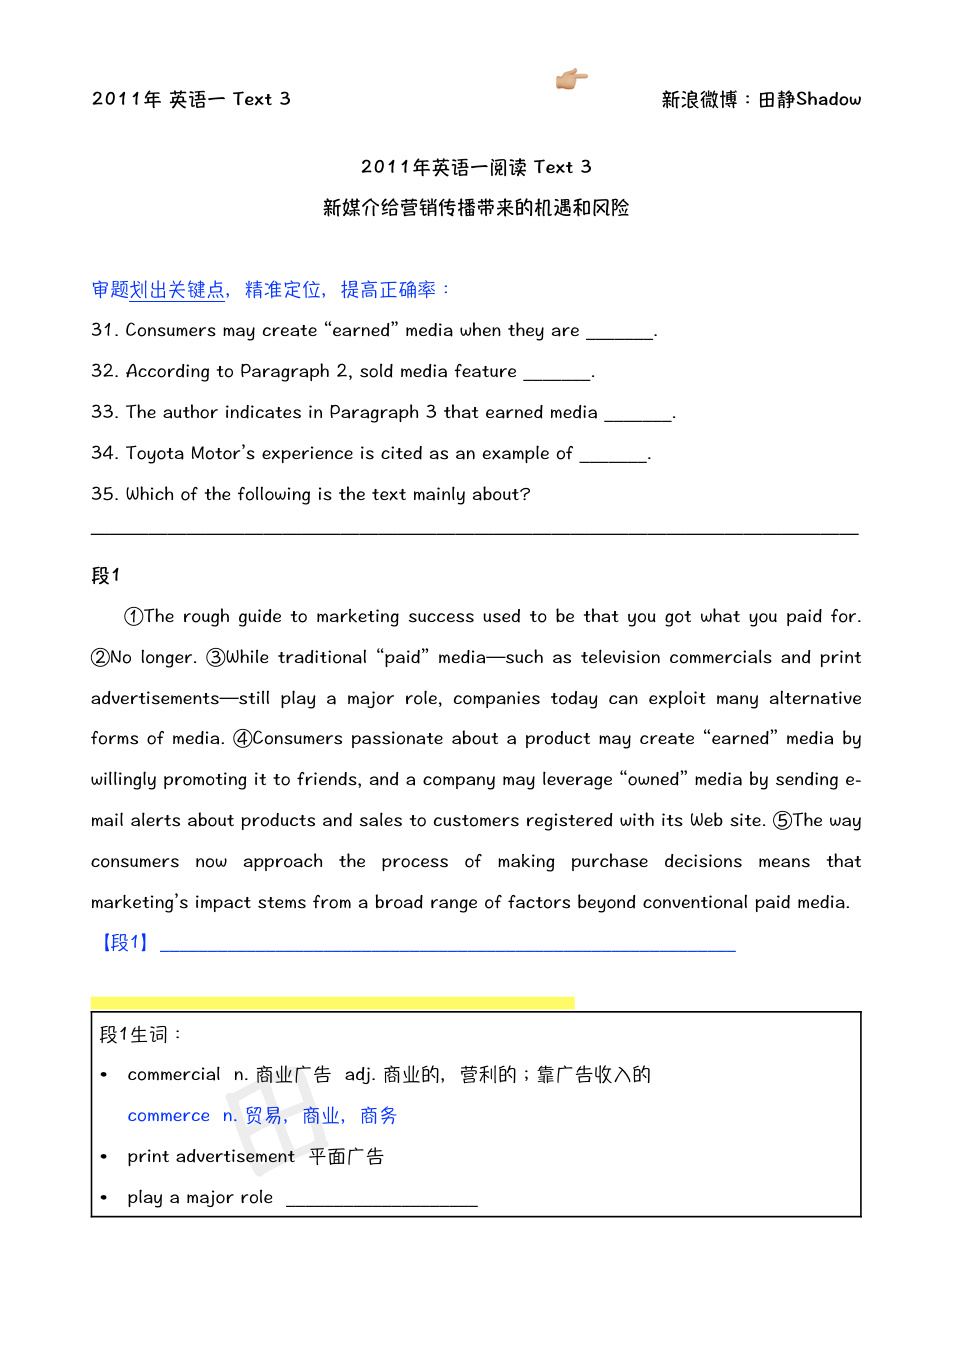 2011年 英语一 Text 3
新浪微博：田静Shadow
2011年英语一阅读 Text 3
新媒介给营销传播带来的机遇和风险
审题划出关键点，精准定位，提高正确率：
31. Consumers may create “earned” media when they are _______.
32. According to Paragraph 2, sold media feature _______.
33. The author indicates in Paragraph 3 that earned media _______.
34. Toyota Motor’s experience is cited as an example of _______.
35. Which of the following is the text mainly about?
段1
①The rough guide to marketing success used to be that you got what you paid for.
②No longer. ③While traditional “paid” media—such as television commercials and print
advertisements—still play a major role, companies today can exploit many alternative
forms of media. ④Consumers passionate about a product may create “earned” media by
willingly promoting it to friends, and a company may leverage “owned” media by sending e-
mail alerts about products and sales to customers registered with its Web site. ⑤The way
consumers now approach the process of making purchase decisions means that
marketing’s impact stems from a broad range of factors beyond conventional paid media.
【段1】____________________________________________________________
段1生词：
• commercial n. 商业广告 adj. 商业的，营利的；靠广告收入的
commerce n. 贸易，商业，商务
• print advertisement 平面广告
• play a major role ____________________
田